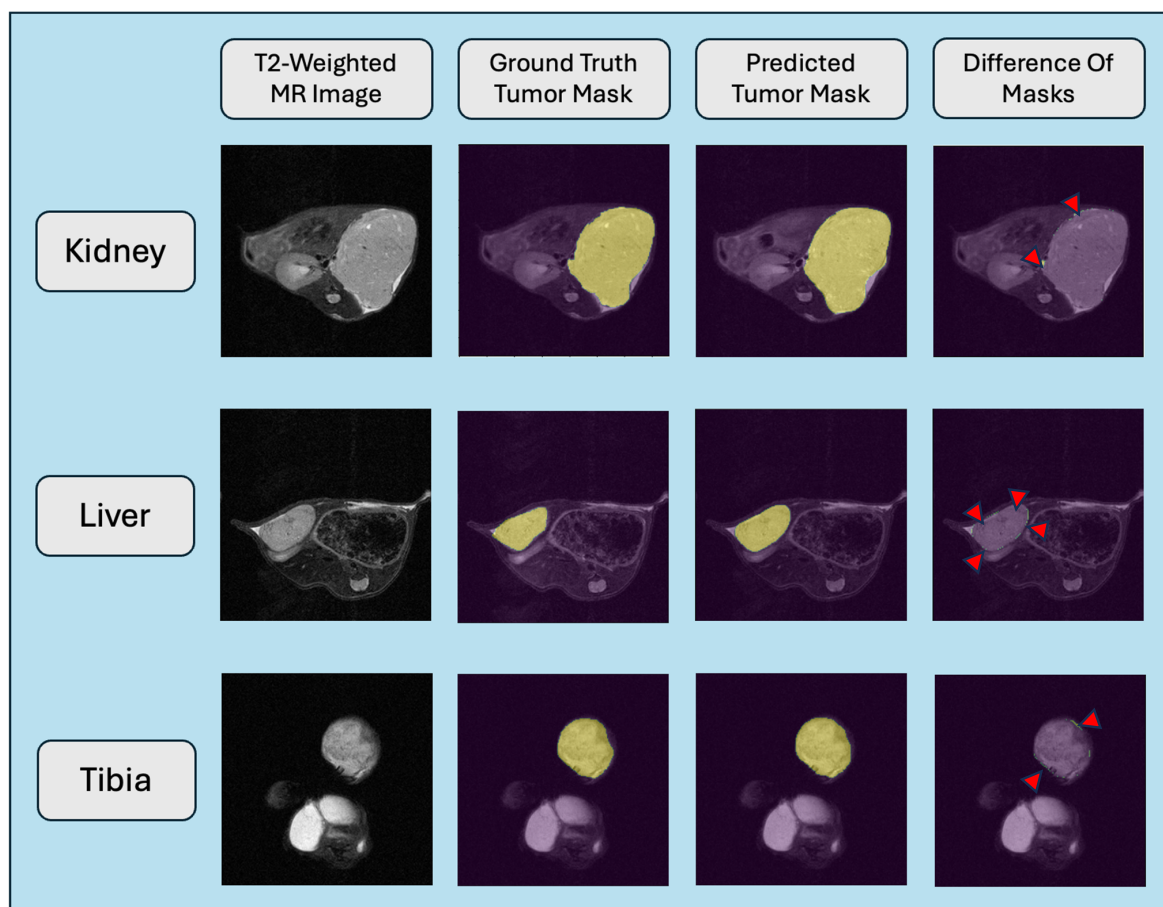 T2-Weighted
MR Image
Ground Truth
Tumor Mask
Predicted
Tumor Mask
Difference Of
Masks
Kidney
Liver
Tibia